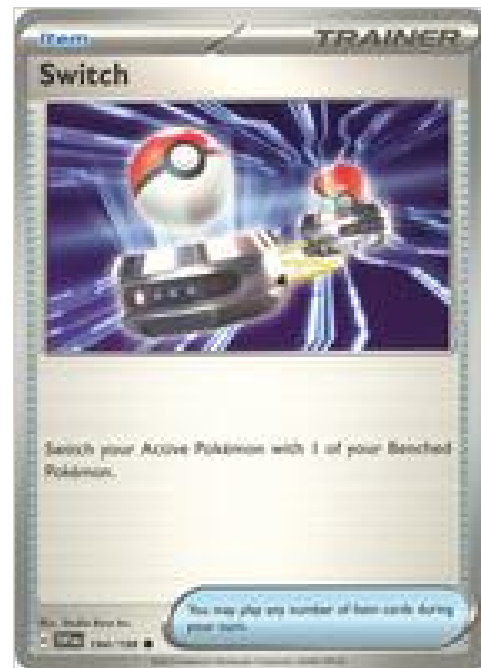 Item
TRAINER
Switch
Switch your Active Pokémon with 1 of your Benched
Pokémon.
You may play any number of Item cards during
your turn.